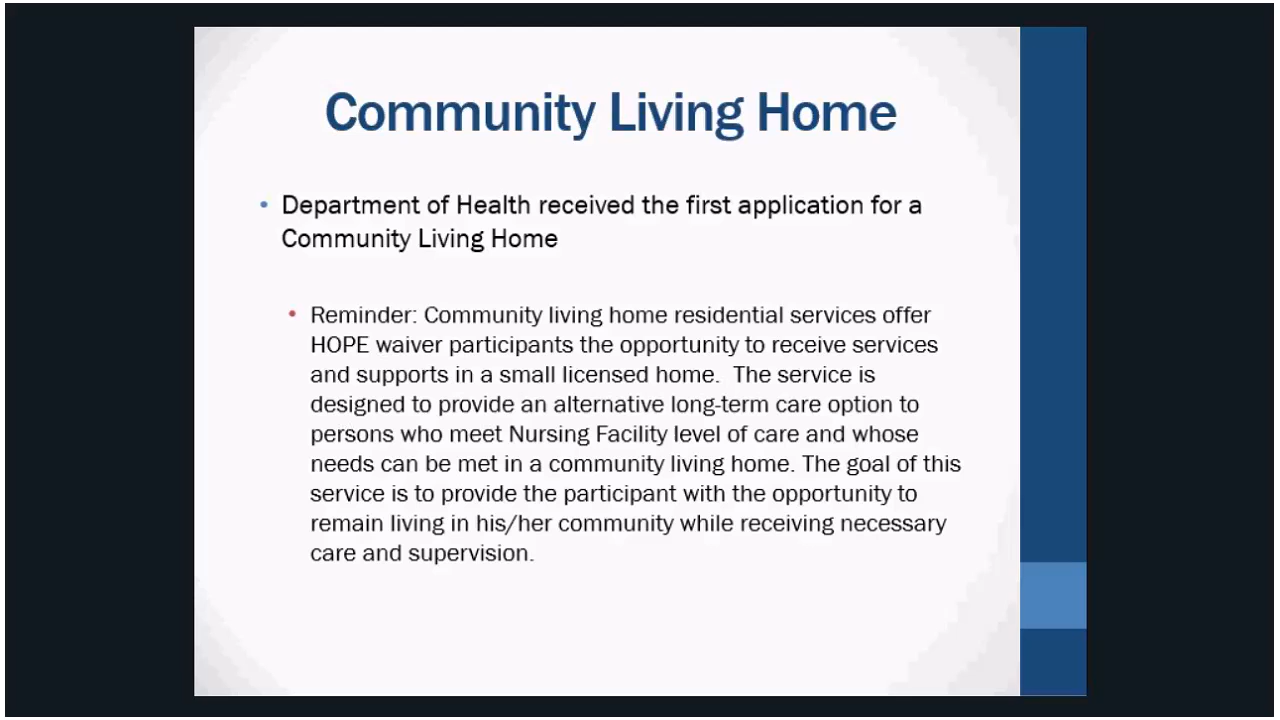 Community Living Home
• Department of Health received the first application for a
Community Living Home
• Reminder: Community living home residential services offer
HOPE waiver participants the opportunity to receive services
and supports in a small licensed home.  The service is
designed to provide an alternative long-term care option to
persons who meet Nursing Facility level of care and whose
needs can be met in a community living home. The goal of this
service is to provide the participant with the opportunity to
remain living in his/her community while receiving necessary
care and supervision.